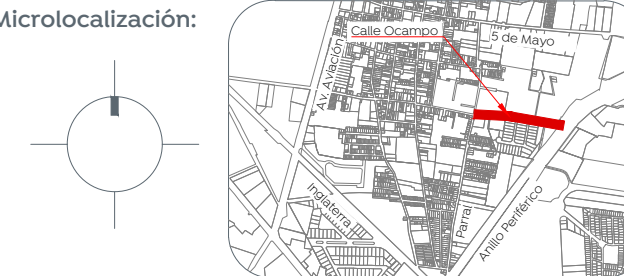 Microlocalización:
Calle Ocampo
5 de Mayo
Av. Aviación
Inglaterra
Parral
Anillo Periférico